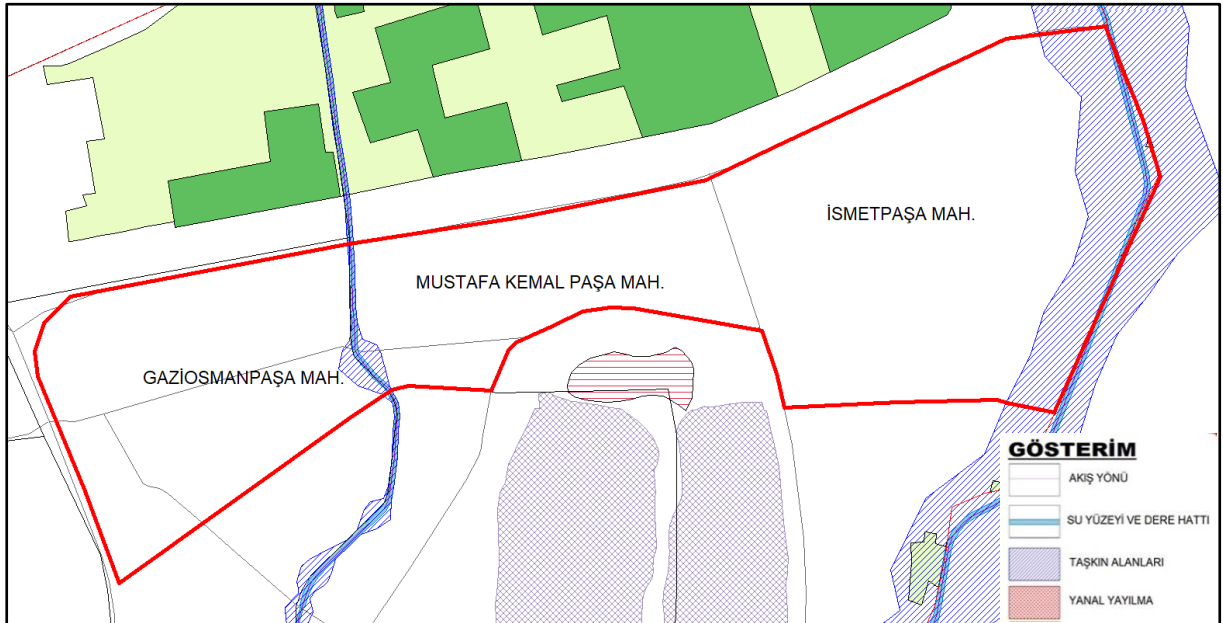 İSMETPAŞA MAH.
MUSTAFA KEMAL PAŞA MAH.
GAZİOSMANPAŞA MAH.
GÖSTERİM
AKIŞ YÖNÜ
SU YÜZEYİ VE DERE HATTI
TAŞKIN ALANLARI
YANAL YAYILMA